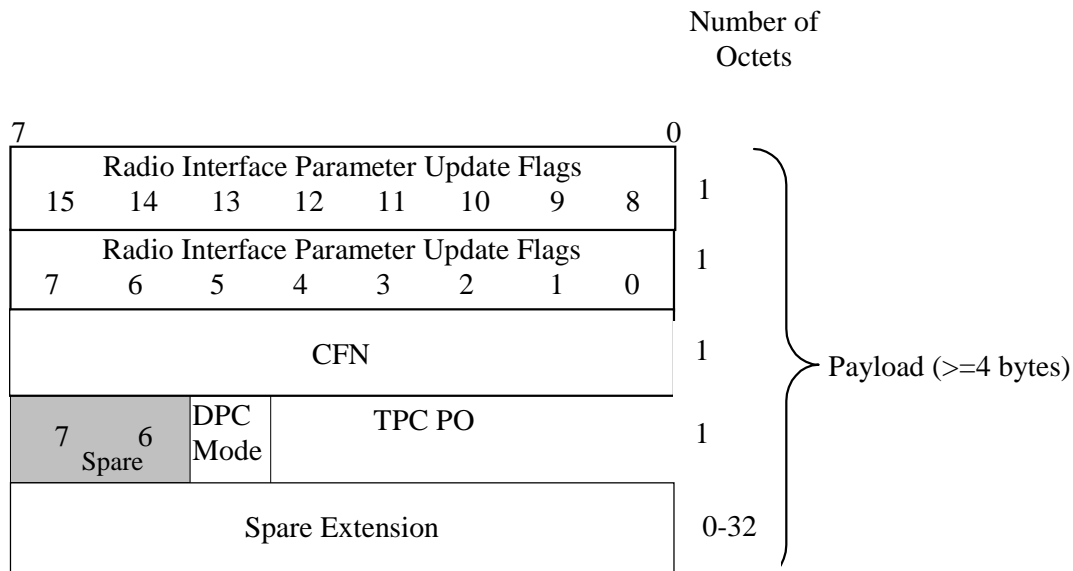 Number of
Octets
7 0
Radio Interface Parameter Update Flags
15 14 13 12 11 10 9 8 1
Radio Interface Parameter Update Flags
7 6 5 4 3 2 1 0 1
CFN 1
Payload (>=4 bytes)
7 6 DPC TPC PO 1
Spare Mode
Spare Extension 0-32